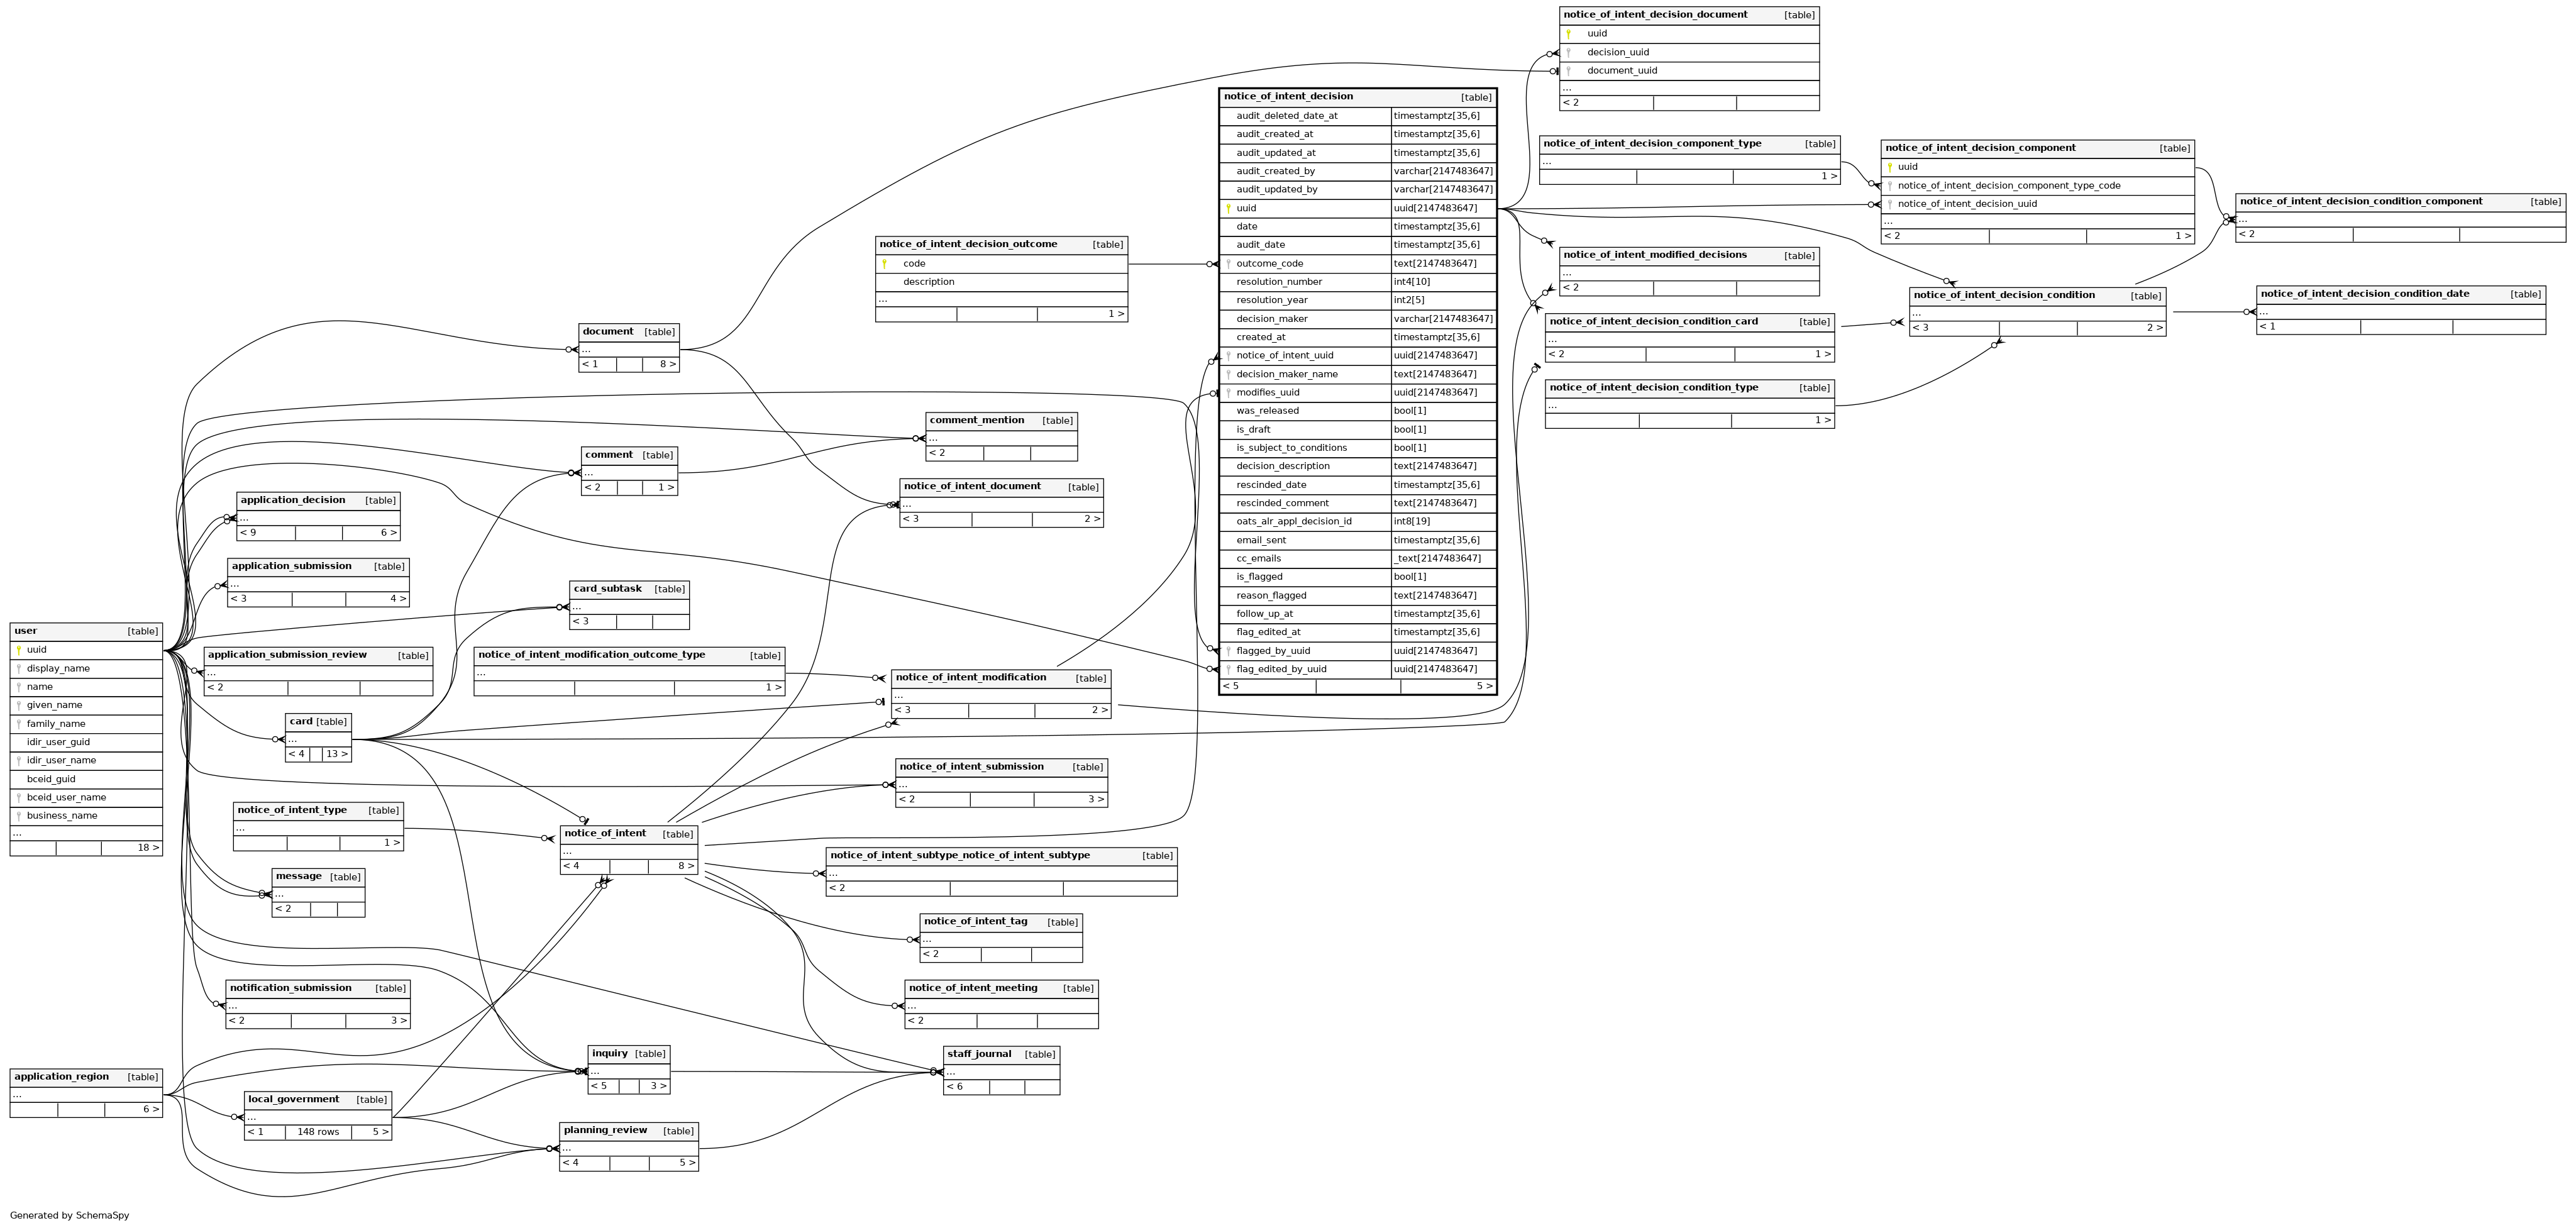 notice_of_intent_decision_document [table]
uuid
decision_uuid
document_uuid
...
< 2
notice_of_intent_decision [table]
audit_deleted_date_at timestamptz[35,6]
audit_created_at timestamptz[35,6]
audit_updated_at timestamptz[35,6]
audit_created_by varchar[2147483647]
audit_updated_by varchar[2147483647]
uuid uuid[2147483647]
date timestamptz[35,6]
audit_date timestamptz[35,6]
outcome_code text[2147483647]
resolution_number int4[10]
resolution_year int2[5]
decision_maker varchar[2147483647]
created_at timestamptz[35,6]
notice_of_intent_uuid uuid[2147483647]
decision_maker_name text[2147483647]
modifies_uuid uuid[2147483647]
was_released bool[1]
is_draft bool[1]
is_subject_to_conditions bool[1]
decision_description text[2147483647]
rescinded_date timestamptz[35,6]
rescinded_comment text[2147483647]
oats_alr_appl_decision_id int8[19]
email_sent timestamptz[35,6]
cc_emails _text[2147483647]
is_flagged bool[1]
reason_flagged text[2147483647]
follow_up_at timestamptz[35,6]
flag_edited_at timestamptz[35,6]
flagged_by_uuid uuid[2147483647]
flag_edited_by_uuid uuid[2147483647]
< 5 5 >
notice_of_intent_decision_component_type [table]
...
1 >
notice_of_intent_decision_component [table]
uuid
notice_of_intent_decision_component_type_code
notice_of_intent_decision_uuid
...
< 2 1 >
notice_of_intent_decision_condition_component [table]
...
< 2
notice_of_intent_decision_outcome [table]
code
description
...
1 >
notice_of_intent_modified_decisions [table]
...
< 2
notice_of_intent_decision_condition [table]
...
< 3 2 >
notice_of_intent_decision_condition_date [table]
...
< 1
notice_of_intent_decision_condition_card [table]
...
< 2 1 >
notice_of_intent_decision_condition_type [table]
...
1 >
document [table]
...
< 1 8 >
comment_mention [table]
...
< 2
comment [table]
...
< 2 1 >
notice_of_intent_document [table]
...
< 3 2 >
application_decision [table]
...
< 9 6 >
application_submission [table]
...
< 3 4 >
card_subtask [table]
...
< 3
user [table]
uuid
display_name
name
given_name
family_name
idir_user_guid
idir_user_name
bceid_guid
bceid_user_name
business_name
...
18 >
application_submission_review [table]
...
< 2
notice_of_intent_modification_outcome_type [table]
...
1 >
notice_of_intent_modification [table]
...
< 3 2 >
card [table]
...
< 4 13 >
notice_of_intent_submission [table]
...
< 2 3 >
notice_of_intent_type [table]
...
1 >
notice_of_intent [table]
...
< 4 8 >
notice_of_intent_subtype_notice_of_intent_subtype [table]
...
< 2
message [table]
...
< 2
notice_of_intent_tag [table]
...
< 2
notification_submission [table]
...
< 2 3 >
notice_of_intent_meeting [table]
...
< 2
inquiry [table]
...
< 5 3 >
staff_journal [table]
...
< 6
application_region [table]
...
6 >
local_government [table]
...
< 1 148 rows 5 >
planning_review [table]
...
< 4 5 >
Generated by SchemaSpy